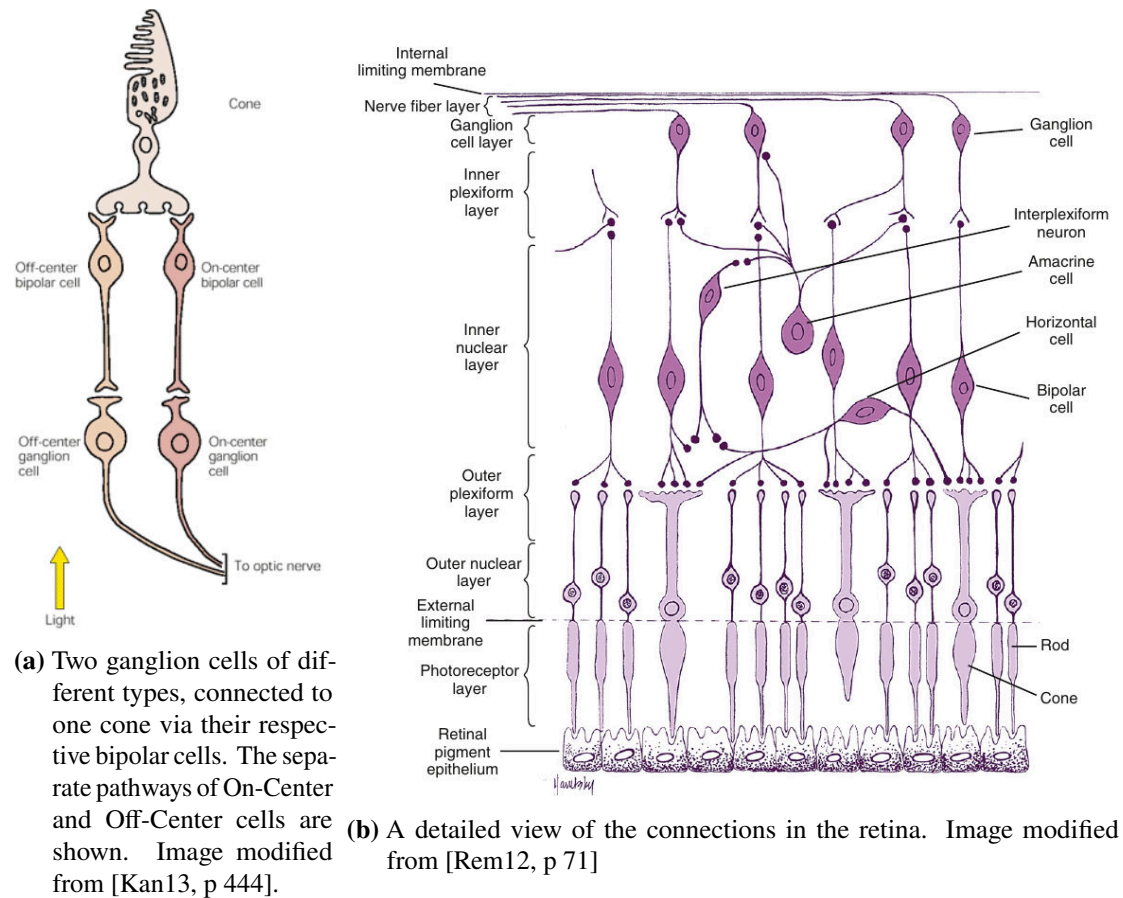 Cone
Off-center
bipolar cell
On-center
bipolar cell
Off-center
ganglion
cell
On-center
ganglion
cell
To optic nerve
Light
(a) Two ganglion cells of dif-
ferent types, connected to
one cone via their respec-
tive bipolar cells. The sepa-
rate pathways of On-Center
and Off-Center cells are
shown. Image modified
from [Kan13, p 444].
Internal
limiting membrane
Nerve fiber layer
Ganglion
cell layer
Inner
plexiform
layer
Inner
nuclear
layer
Outer
plexiform
layer
Outer nuclear
layer
External
limiting
membrane
Photoreceptor
layer
Retinal
pigment
epithelium
Ganglion
cell
Interplexiform
neuron
Amacrine
cell
Horizontal
cell
Bipolar
cell
Rod
Cone
(b) A detailed view of the connections in the retina. Image modified
from [Rem12, p 71]